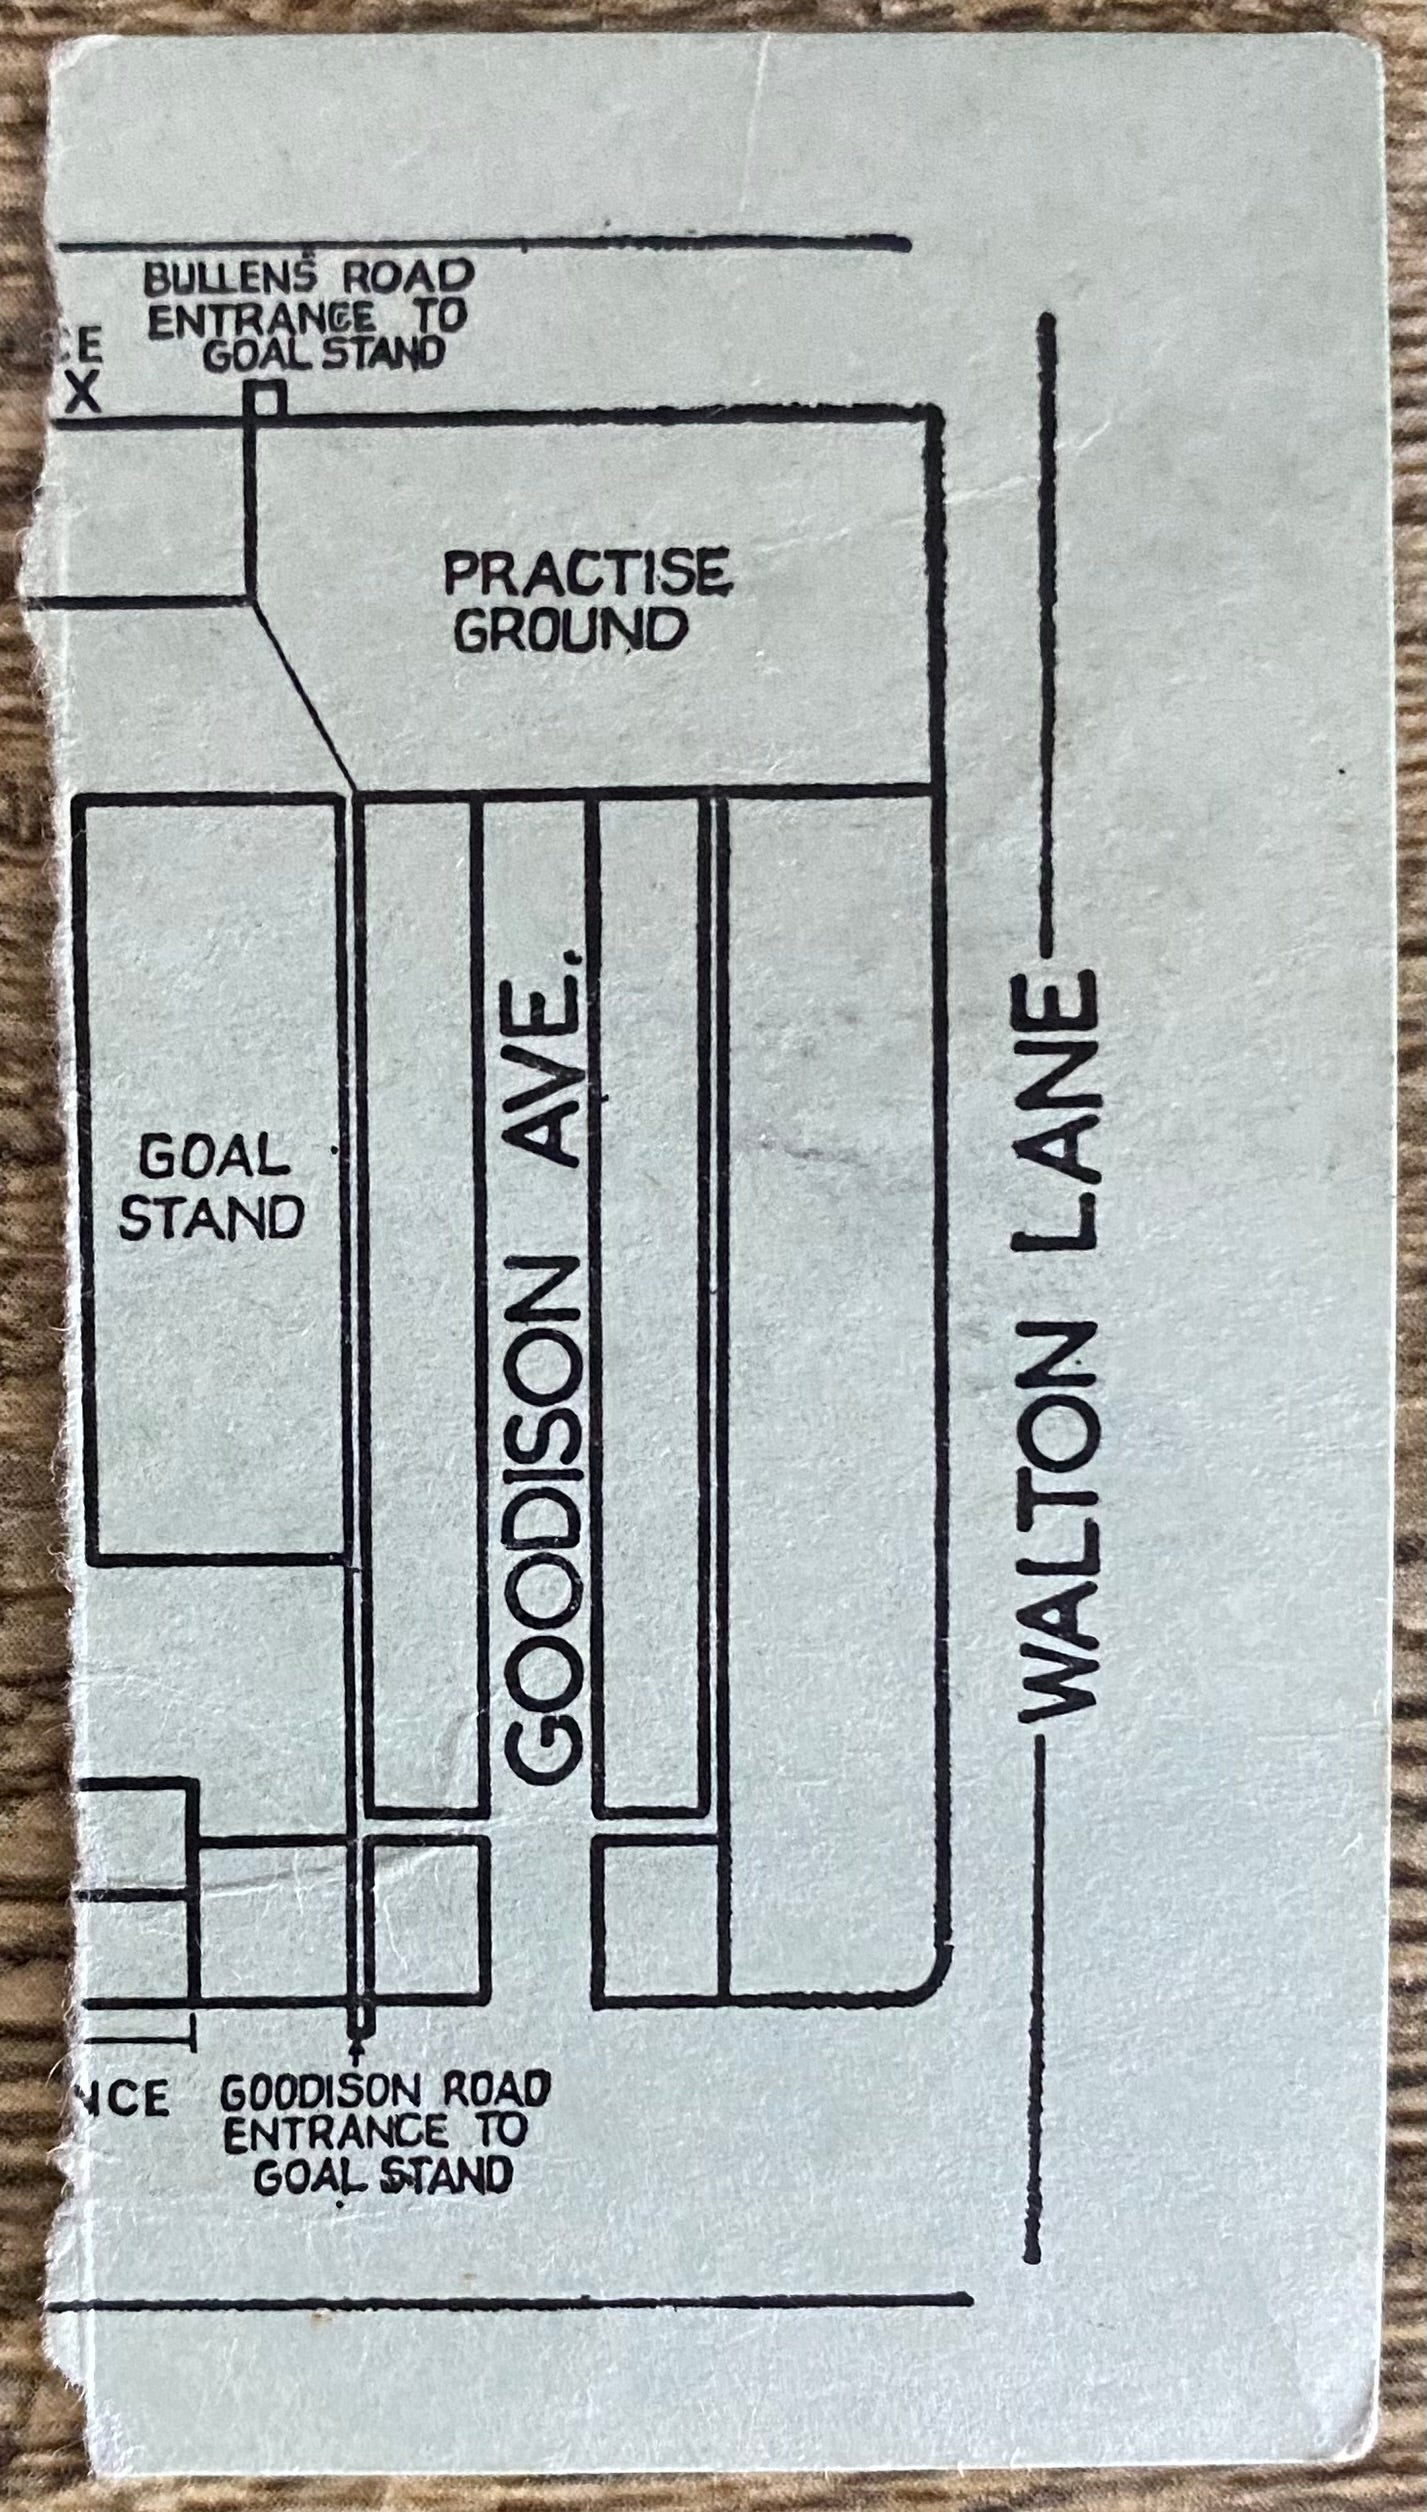 BULLENS ROAD
ENTRANCE TO
GOAL STAND
CE
X
PRACTISE
GROUND
GOAL
STAND
GOODISON AVE.
WALTON LANE
NCE
GOODISON ROAD
ENTRANCE TO
GOAL STAND